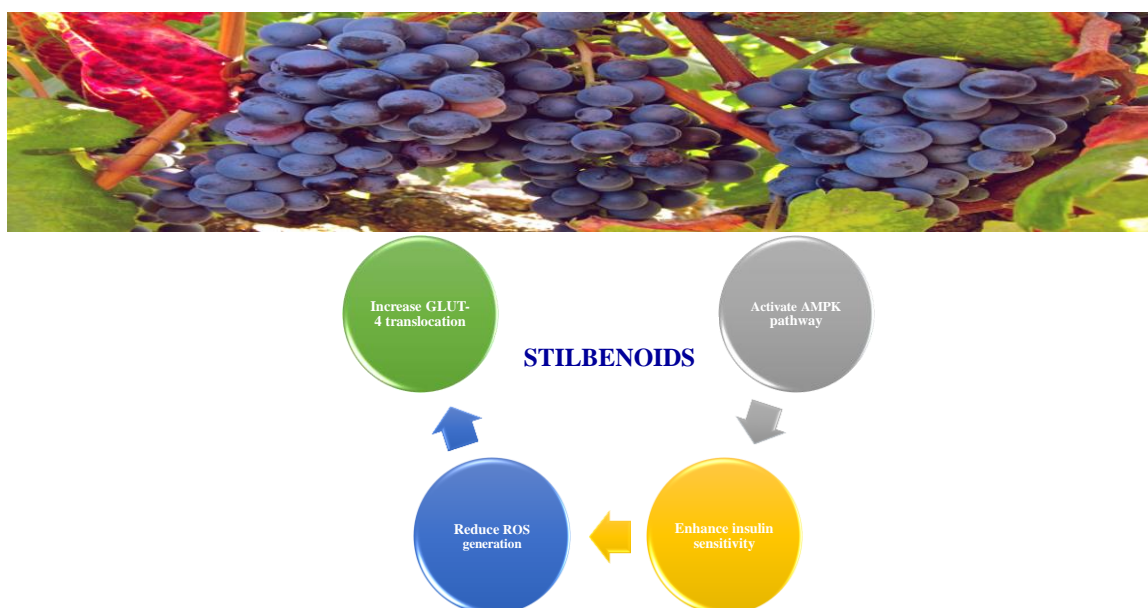 Increase GLUT-
4 translocation
Activate AMPK
pathway
STILBENOIDS
Reduce ROS
generation
Enhance insulin
sensitivity